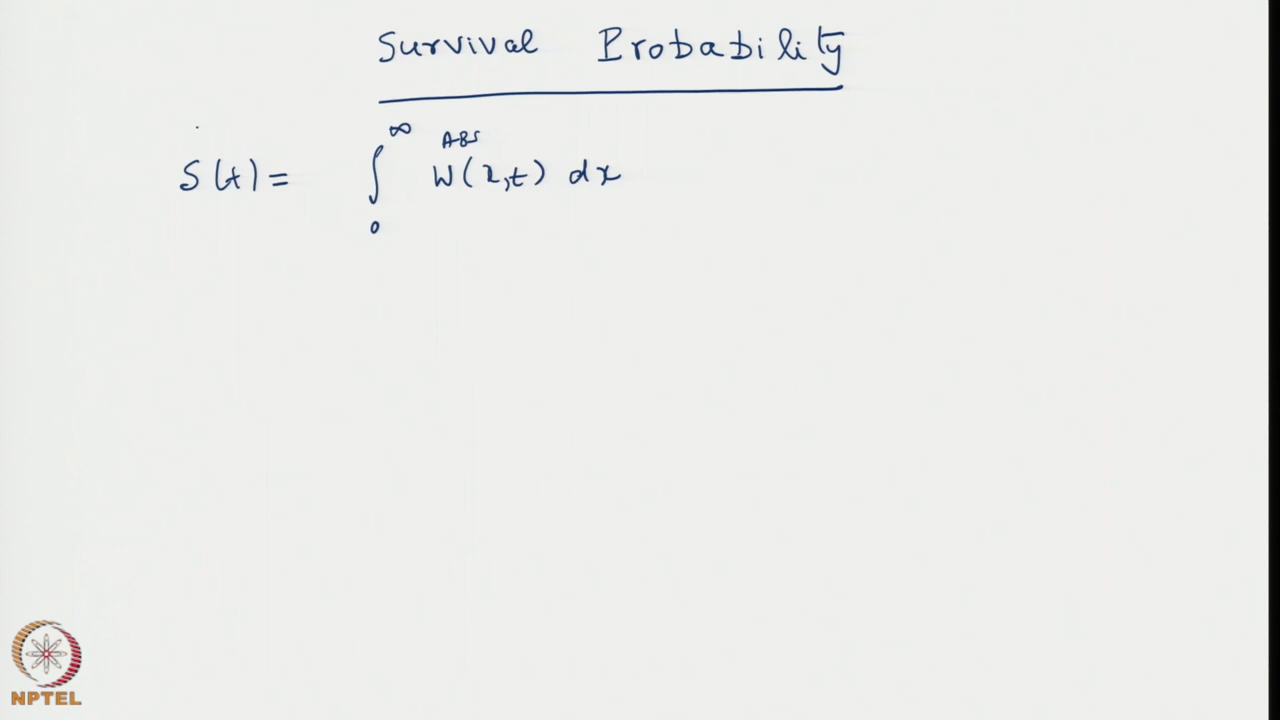 Survival Probability
S(t) = ∫₀^∞ W^ABS(x,t) dx
NPTEL